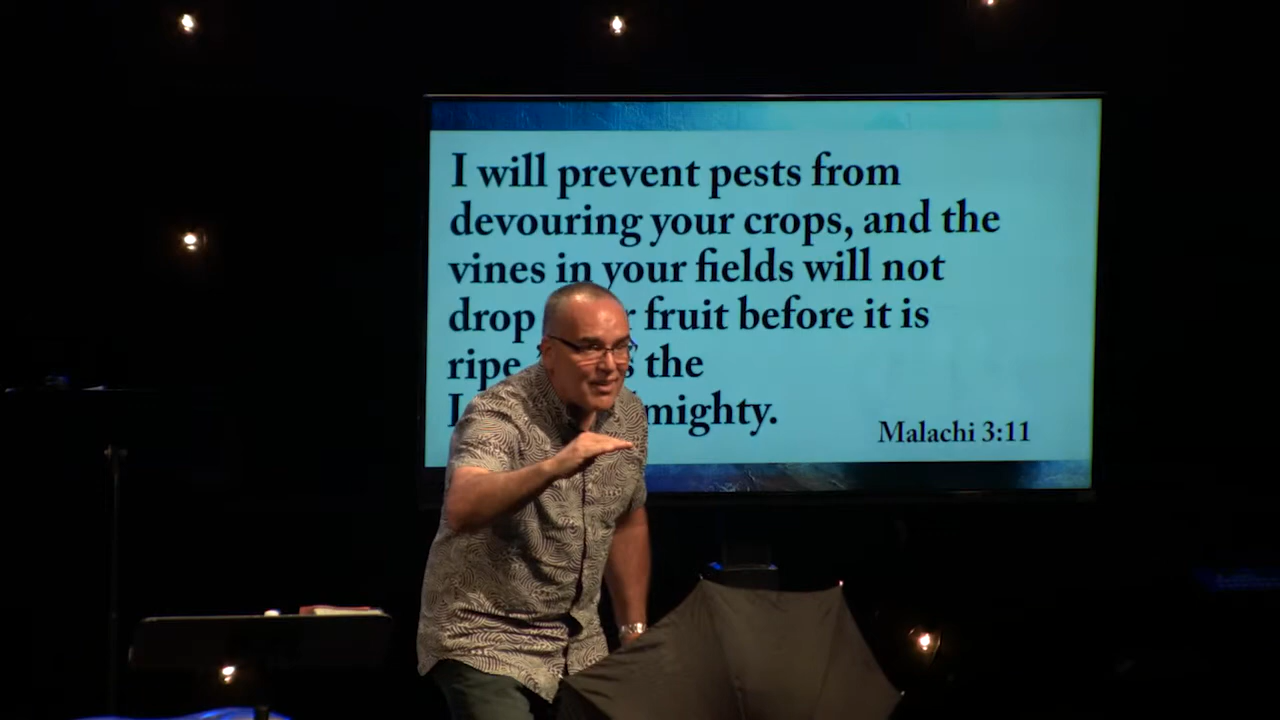 I will prevent pests from
devouring your crops, and the
vines in your fields will not
drop fruit before it is
ripe the
mighty.
Malachi 3:11